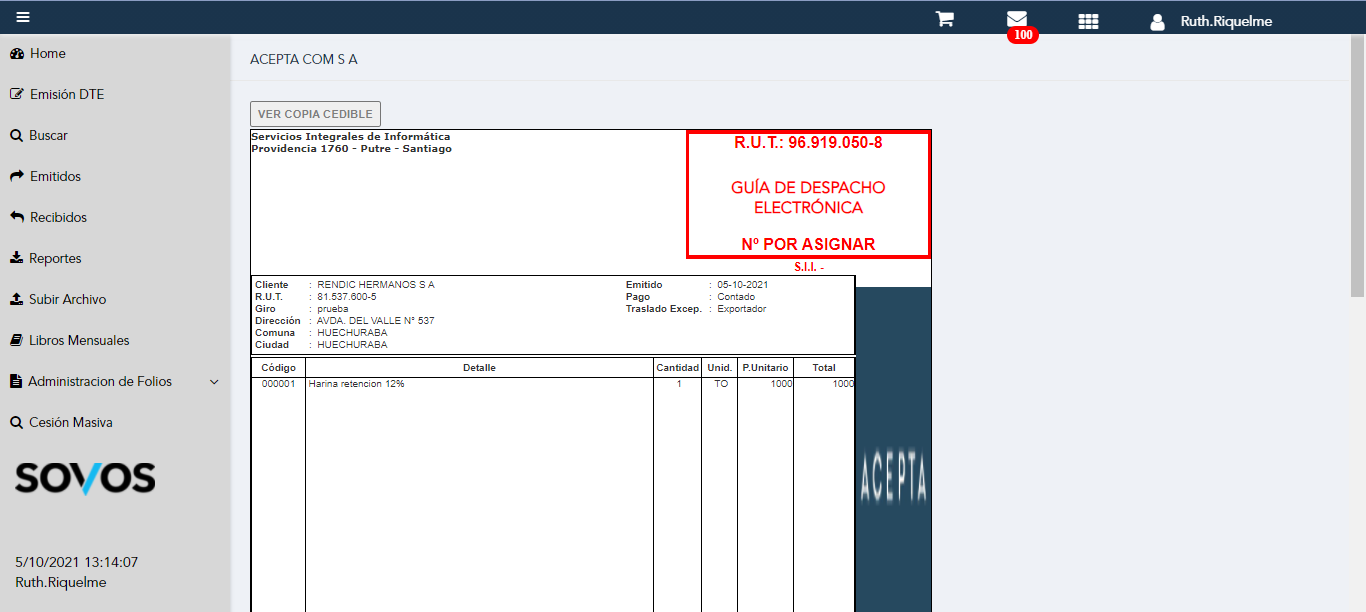 Ruth.Riquelme
100
Home
Emisión DTE
Buscar
Emitidos
Recibidos
Reportes
Subir Archivo
Libros Mensuales
Administracion de Folios
Cesión Masiva
SOVOS
5/10/2021 13:14:07
Ruth.Riquelme
ACEPTA COM S A
VER COPIA CEDIBLE
Servicios Integrales de Informática
Providencia 1760 - Putre - Santiago
R.U.T.: 96.919.050-8
GUÍA DE DESPACHO
ELECTRÓNICA
Nº POR ASIGNAR
S.I.I. -
Cliente : RENDIC HERMANOS S A Emitido : 05-10-2021
R.U.T. : 81.537.600-5 Pago : Contado
Giro : prueba Traslado Excep. : Exportador
Dirección : AVDA. DEL VALLE N° 537
Comuna : HUECHURABA
Ciudad : HUECHURABA
Código Detalle Cantidad Unid. P.Unitario Total
000001 Harina retencion 12% 1 TO 1000 1000
ACEPTA